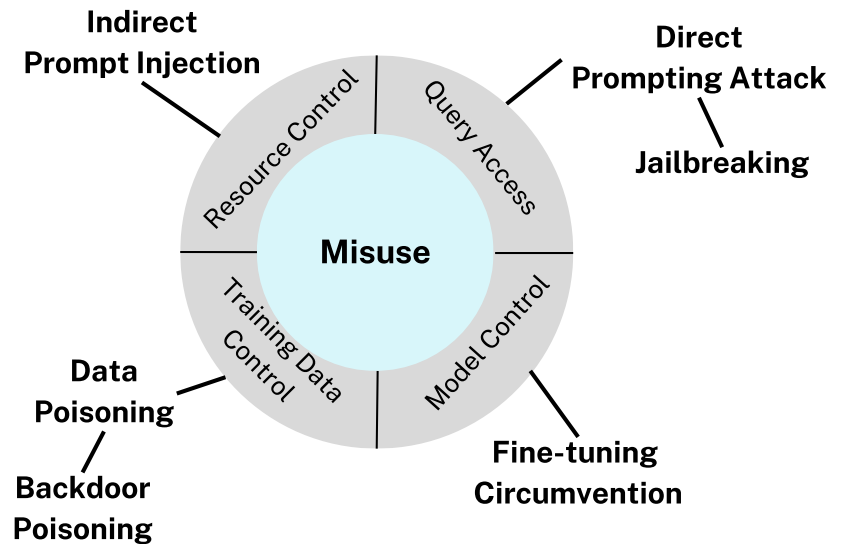 Indirect
Prompt Injection
Direct
Prompting Attack
Jailbreaking
Resource Control
Query Access
Misuse
Training Data
Control
Model Control
Data
Poisoning
Backdoor
Poisoning
Fine-tuning
Circumvention